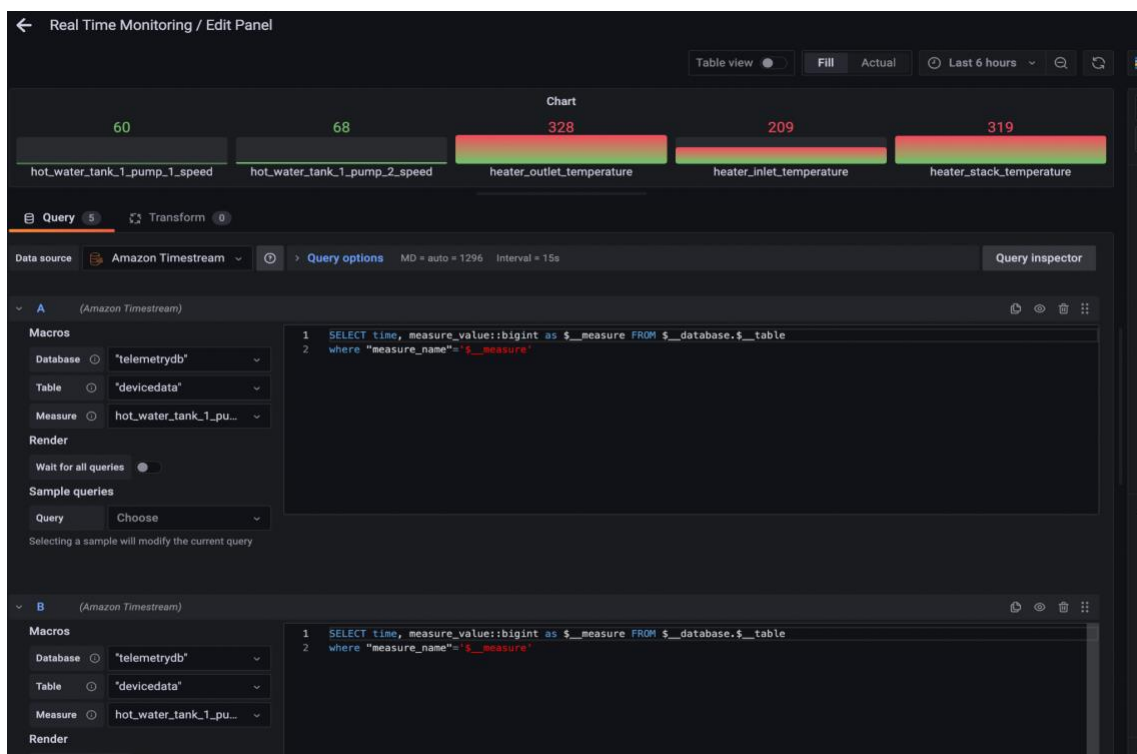 Real Time Monitoring / Edit Panel
Table view Fill Actual Last 6 hours
Chart
60 68 328 209 319
hot_water_tank_1_pump_1_speed hot_water_tank_1_pump_2_speed heater_outlet_temperature heater_inlet_temperature heater_stack_temperature
Query 5 Transform 0
Data source Amazon Timestream Query options MD = auto = 1296 Interval = 15s Query inspector
A (Amazon Timestream)
Macros
1 SELECT time, measure_value::bigint as $__measure FROM $__database.$__table
2 where "measure_name"='$__measure'
Database "telemetrydb"
Table "devicedata"
Measure hot_water_tank_1_pu...
Render
Wait for all queries
Sample queries
Query Choose
Selecting a sample will modify the current query
B (Amazon Timestream)
Macros
1 SELECT time, measure_value::bigint as $__measure FROM $__database.$__table
2 where "measure_name"='$__measure'
Database "telemetrydb"
Table "devicedata"
Measure hot_water_tank_1_pu...
Render